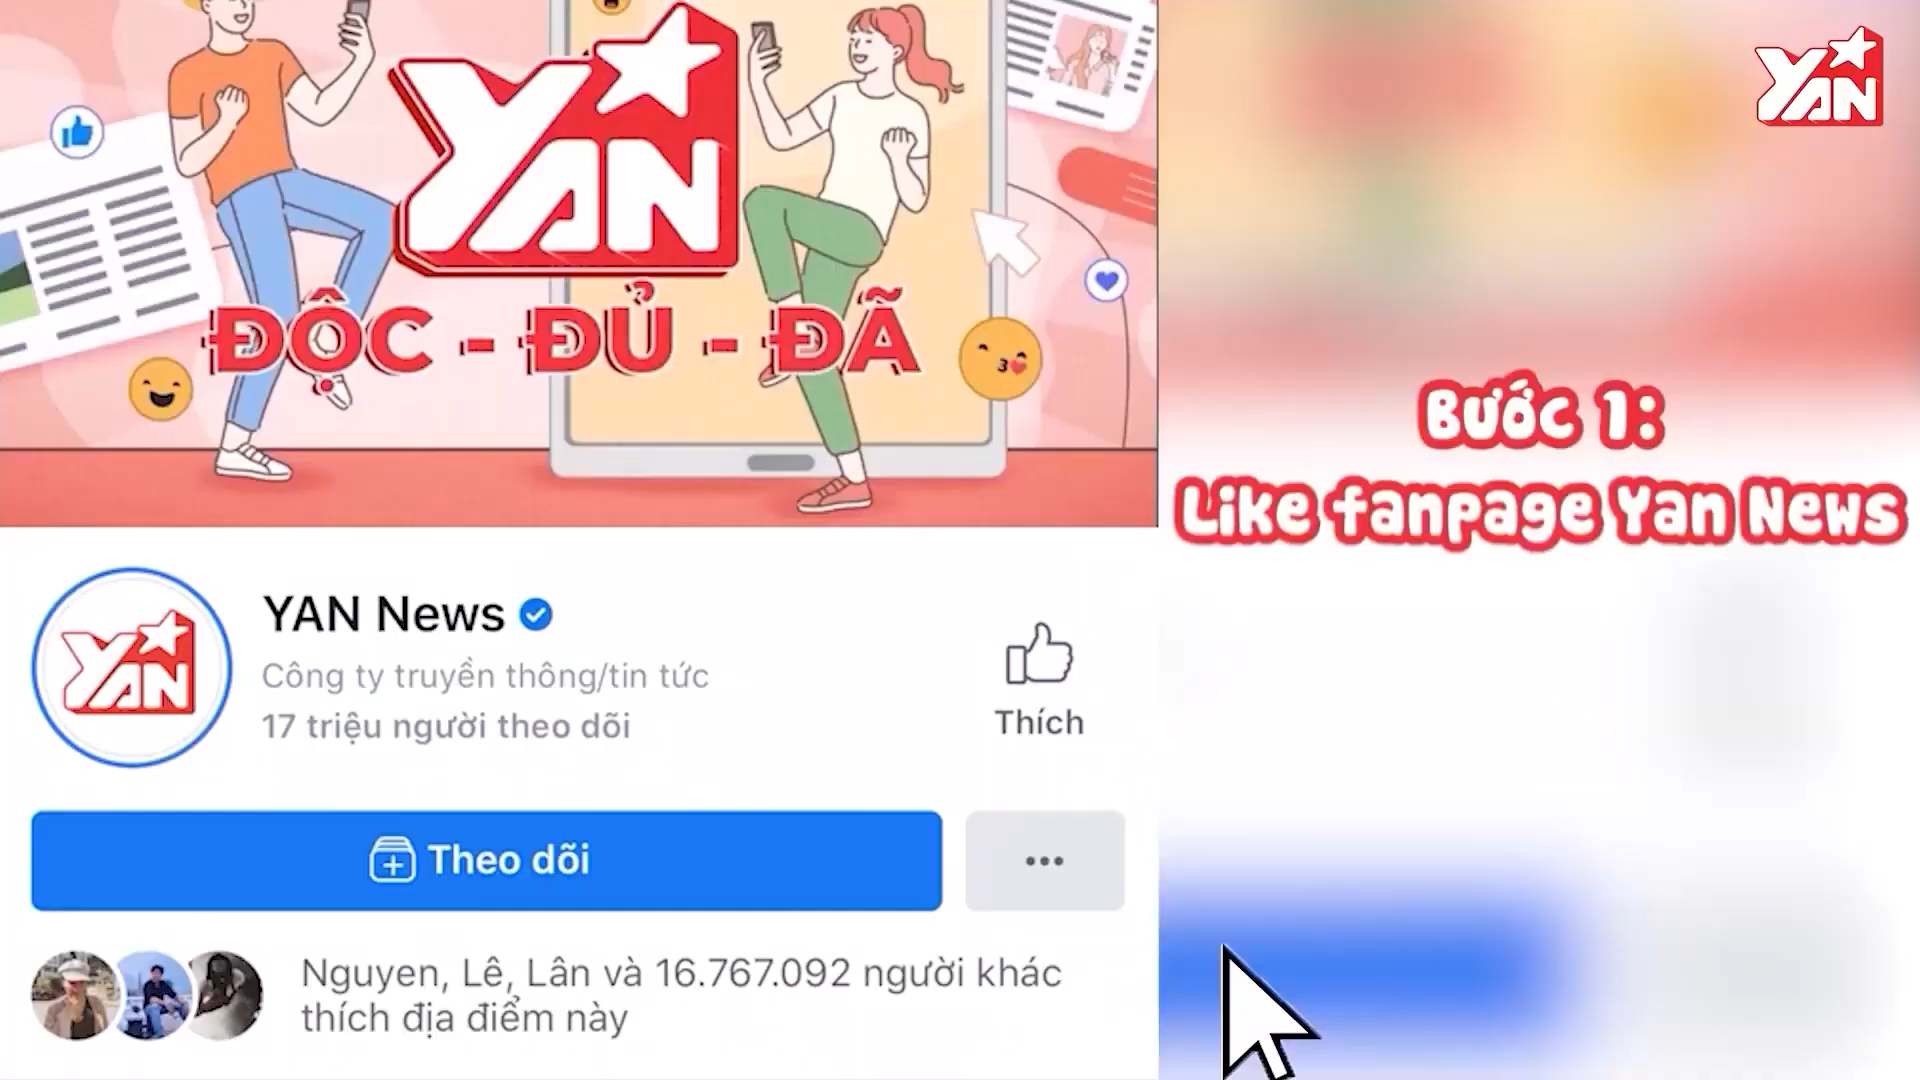 YAN
ĐỘC - ĐỦ - ĐÃ
YAN
Bước 1:
Like fanpage Yan News
YAN
YAN News
Công ty truyền thông/tin tức
17 triệu người theo dõi
Thích
Theo dõi
Nguyen, Lê, Lân và 16.767.092 người khác
thích địa điểm này